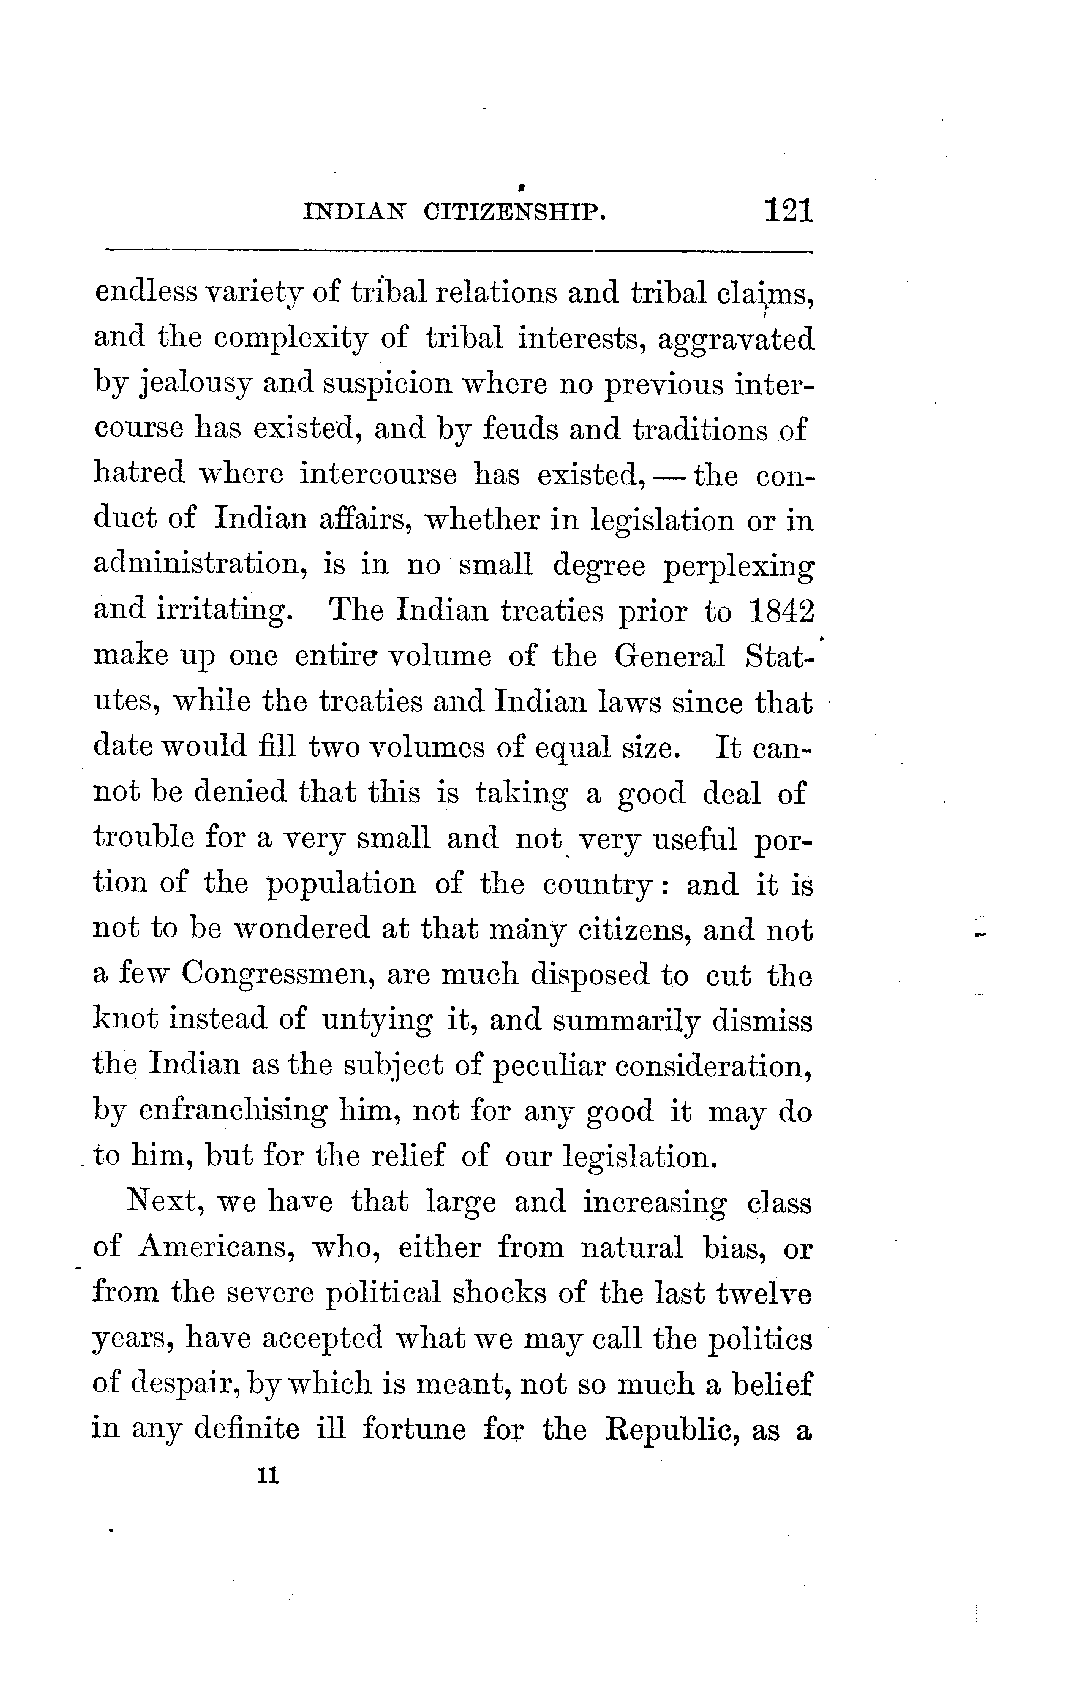 INDIAN CITIZENSHIP. 121
endless variety of tribal relations and tribal claims,
and the complexity of tribal interests, aggravated
by jealousy and suspicion where no previous inter-
course has existed, and by feuds and traditions of
hatred where intercourse has existed, — the con-
duct of Indian affairs, whether in legislation or in
administration, is in no small degree perplexing
and irritating. The Indian treaties prior to 1842
make up one entire volume of the General Stat-
utes, while the treaties and Indian laws since that
date would fill two volumes of equal size. It can-
not be denied that this is taking a good deal of
trouble for a very small and not very useful por-
tion of the population of the country: and it is
not to be wondered at that many citizens, and not
a few Congressmen, are much disposed to cut the
knot instead of untying it, and summarily dismiss
the Indian as the subject of peculiar consideration,
by enfranchising him, not for any good it may do
to him, but for the relief of our legislation.
Next, we have that large and increasing class
of Americans, who, either from natural bias, or
from the severe political shocks of the last twelve
years, have accepted what we may call the politics
of despair, by which is meant, not so much a belief
in any definite ill fortune for the Republic, as a
11